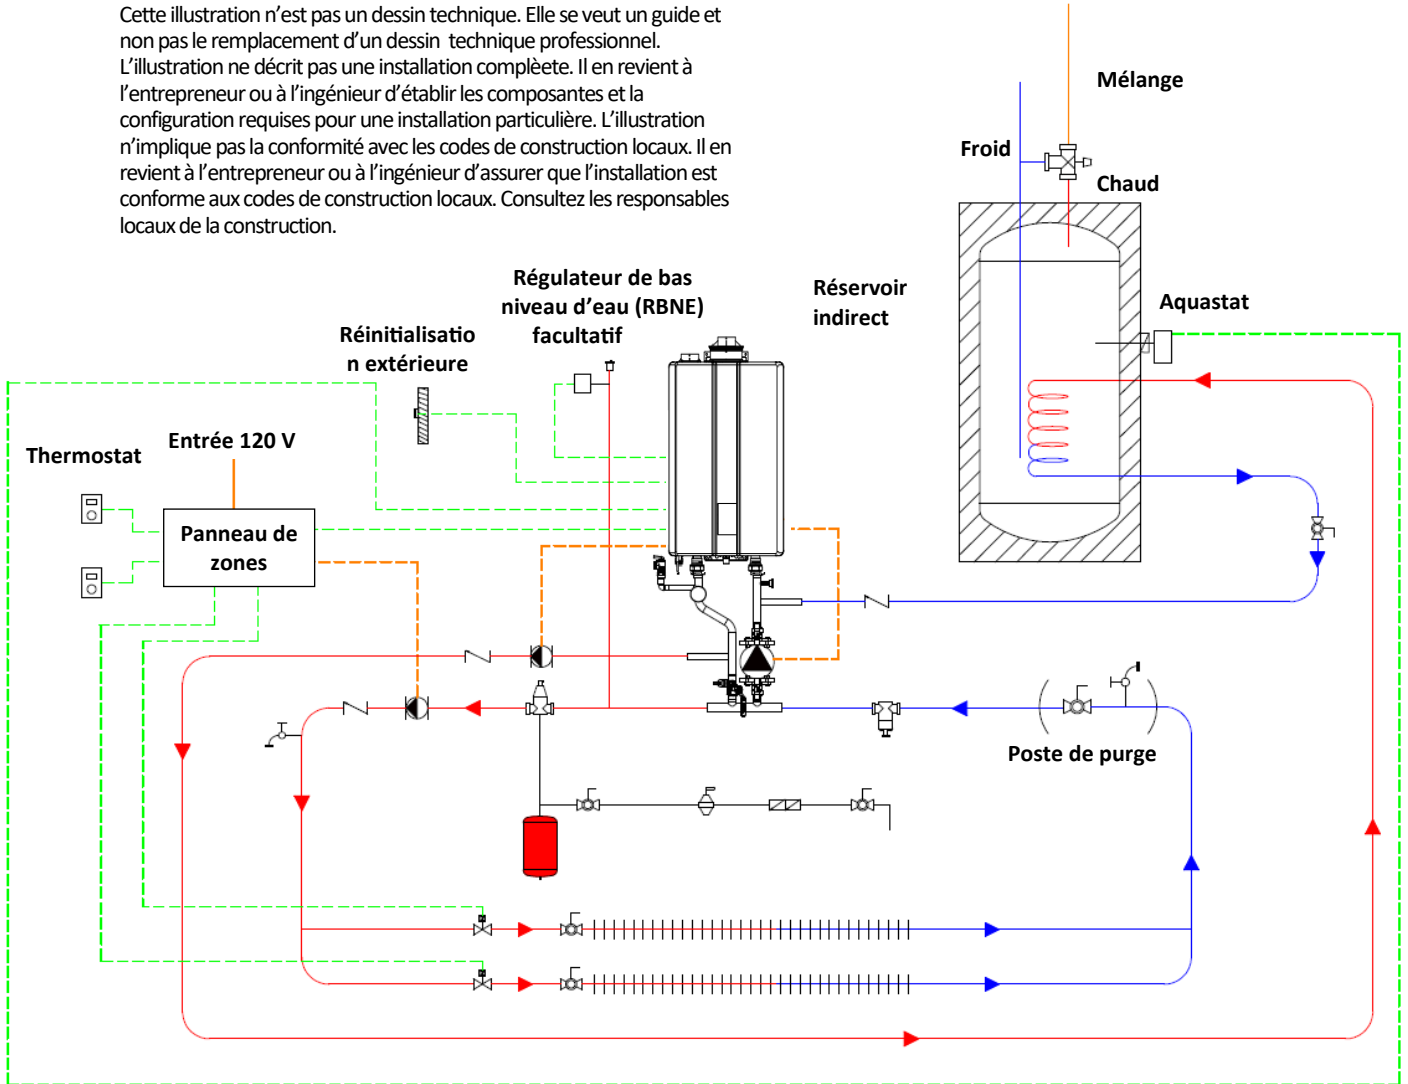 Cette illustration n'est pas un dessin technique. Elle se veut un guide et
non pas le remplacement d'un dessin technique professionnel.
L'illustration ne décrit pas une installation complèete. Il en revient à
l'entrepreneur ou à l'ingénieur d'établir les composantes et la
configuration requises pour une installation particulière. L'illustration
n'implique pas la conformité avec les codes de construction locaux. Il en
revient à l'entrepreneur ou à l'ingénieur d'assurer que l'installation est
conforme aux codes de construction locaux. Consultez les responsables
locaux de la construction.
Mélange
Froid
Chaud
Régulateur de bas
niveau d'eau (RBNE)
facultatif
Réservoir
indirect
Aquastat
Réinitialisatio
n extérieure
Entrée 120 V
Thermostat
Panneau de
zones
Poste de purge